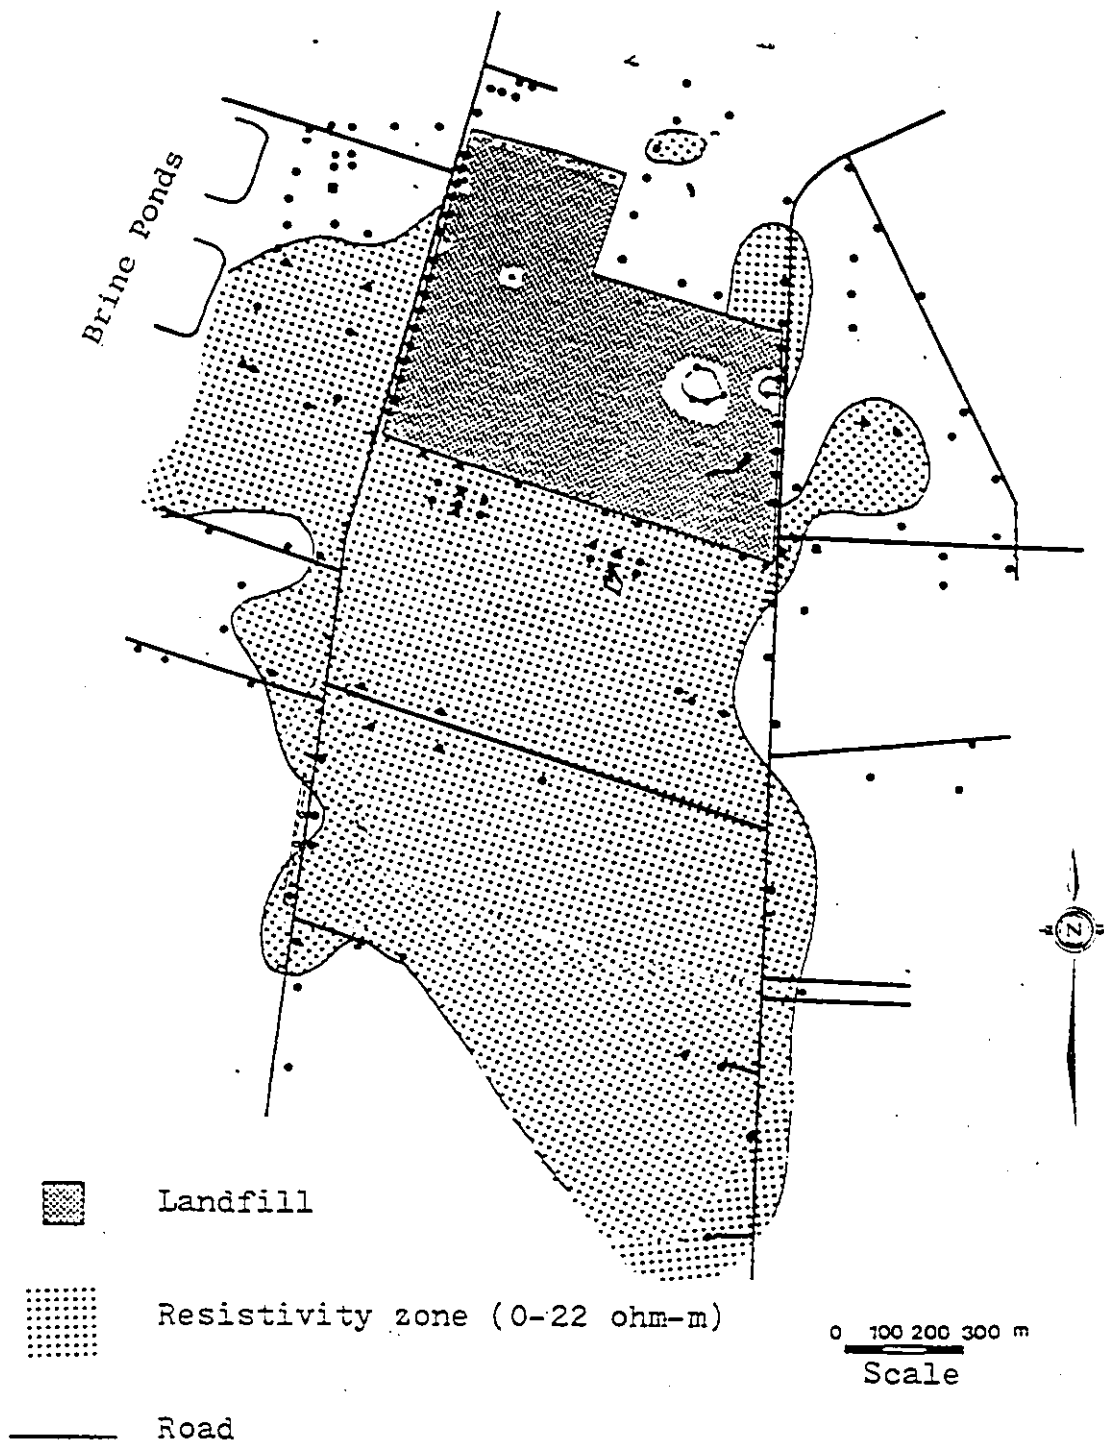 Brine Ponds
N
Landfill
Resistivity zone (0-22 ohm-m)
0 100 200 300 m
Scale
Road